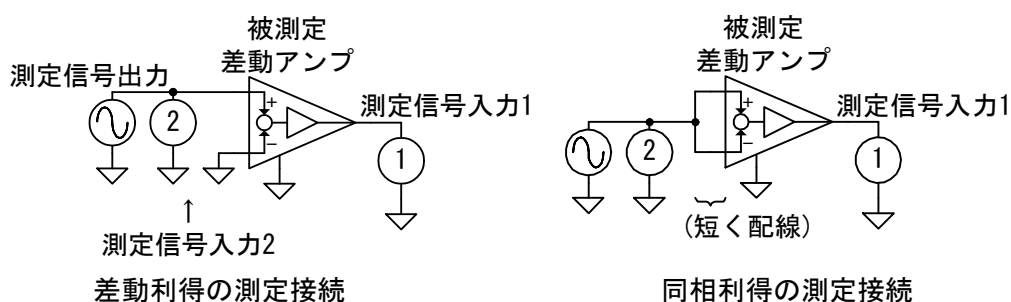 被測定
差動アンプ
測定信号出力
測定信号入力1
+
−
2
1
↑
測定信号入力2
差動利得の測定接続
被測定
差動アンプ
測定信号入力1
+
−
2
1
(短く配線)
同相利得の測定接続